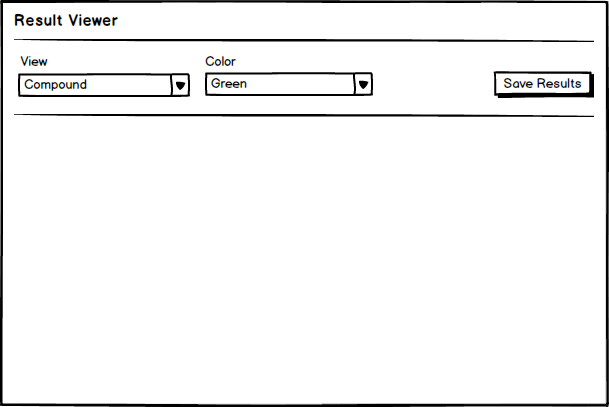 Result Viewer
View
Color
Compound
Green
Save Results